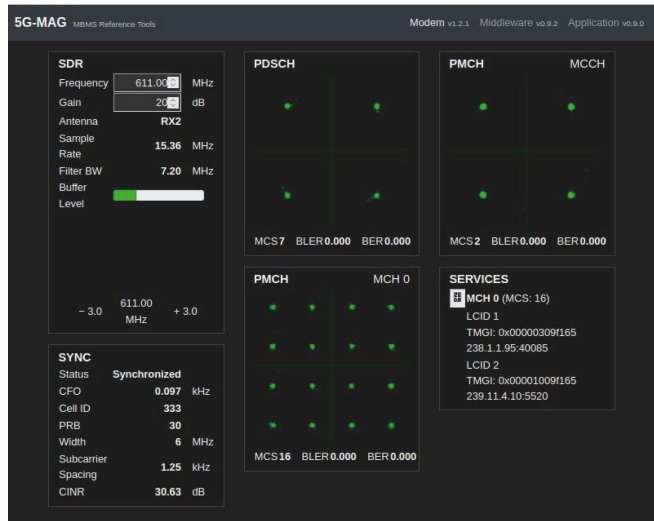 5G-MAG MBMS Reference Tools
Modem v1.2.1 Middleware v0.9.2 Application v0.9.0
SDR
Frequency 611.00 MHz
Gain 20 dB
Antenna RX2
Sample
Rate 15.36 MHz
Filter BW 7.20 MHz
Buffer
Level
− 3.0 611.00 MHz + 3.0
SYNC
Status Synchronized
CFO 0.097 kHz
Cell ID 333
PRB 30
Width 6 MHz
Subcarrier
Spacing 1.25 kHz
CINR 30.63 dB
PDSCH
MCS 7 BLER 0.000 BER 0.000
PMCH MCCH
MCS 2 BLER 0.000 BER 0.000
PMCH MCH 0
MCS 16 BLER 0.000 BER 0.000
SERVICES
MCH 0 (MCS: 16)
LCID 1
TMGI: 0x00000309f165
238.1.1.95:40085
LCID 2
TMGI: 0x00001009f165
239.11.4.10:5520